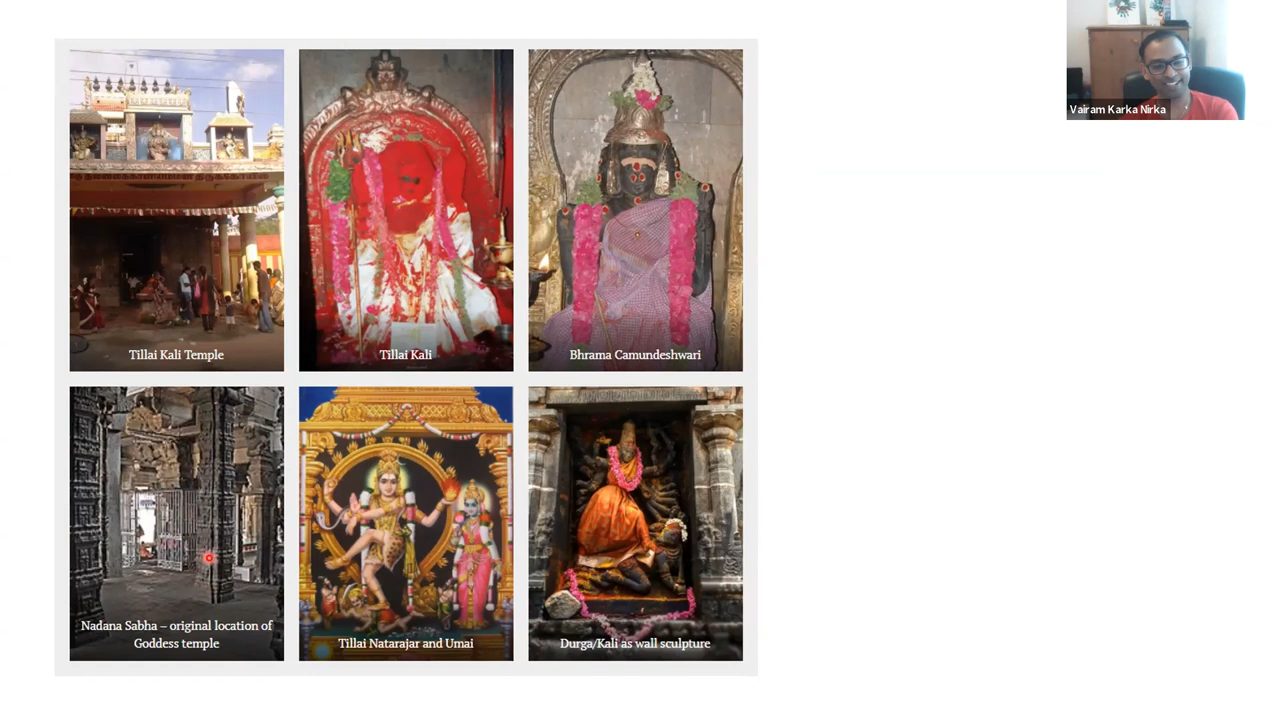 Vairam Karka Nirka
Tillai Kali Temple
Tillai Kali
Bhrama Camundeshwari
Nadana Sabha – original location of
Goddess temple
Tillai Natarajar and Umai
Durga/Kali as wall sculpture